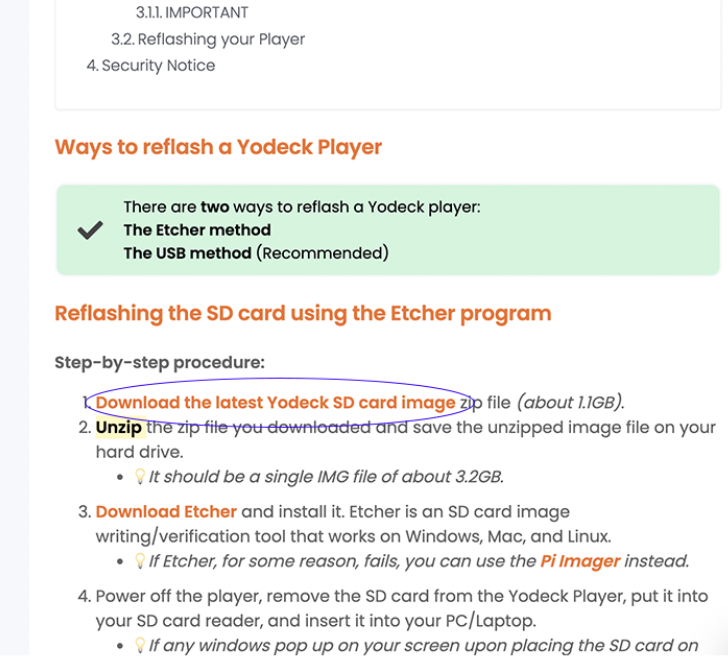 3.1.1. IMPORTANT
3.2. Reflashing your Player
4. Security Notice
Ways to reflash a Yodeck Player
There are two ways to reflash a Yodeck player:
The Etcher method
The USB method (Recommended)
Reflashing the SD card using the Etcher program
Step-by-step procedure:
1. Download the latest Yodeck SD card image zip file (about 1.1GB).
2. Unzip the zip file you downloaded and save the unzipped image file on your
hard drive.
• 💡It should be a single IMG file of about 3.2GB.
3. Download Etcher and install it. Etcher is an SD card image
writing/verification tool that works on Windows, Mac, and Linux.
• 💡If Etcher, for some reason, fails, you can use the Pi Imager instead.
4. Power off the player, remove the SD card from the Yodeck Player, put it into
your SD card reader, and insert it into your PC/Laptop.
• 💡If any windows pop up on your screen upon placing the SD card on